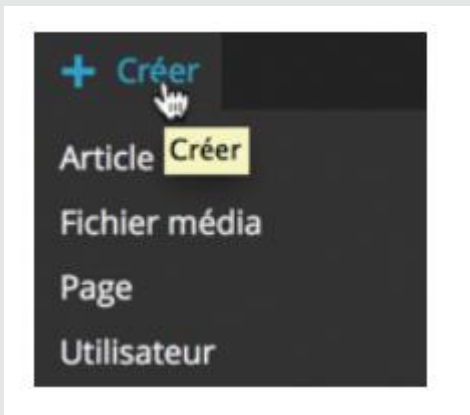 + Créer
Article Créer
Fichier média
Page
Utilisateur